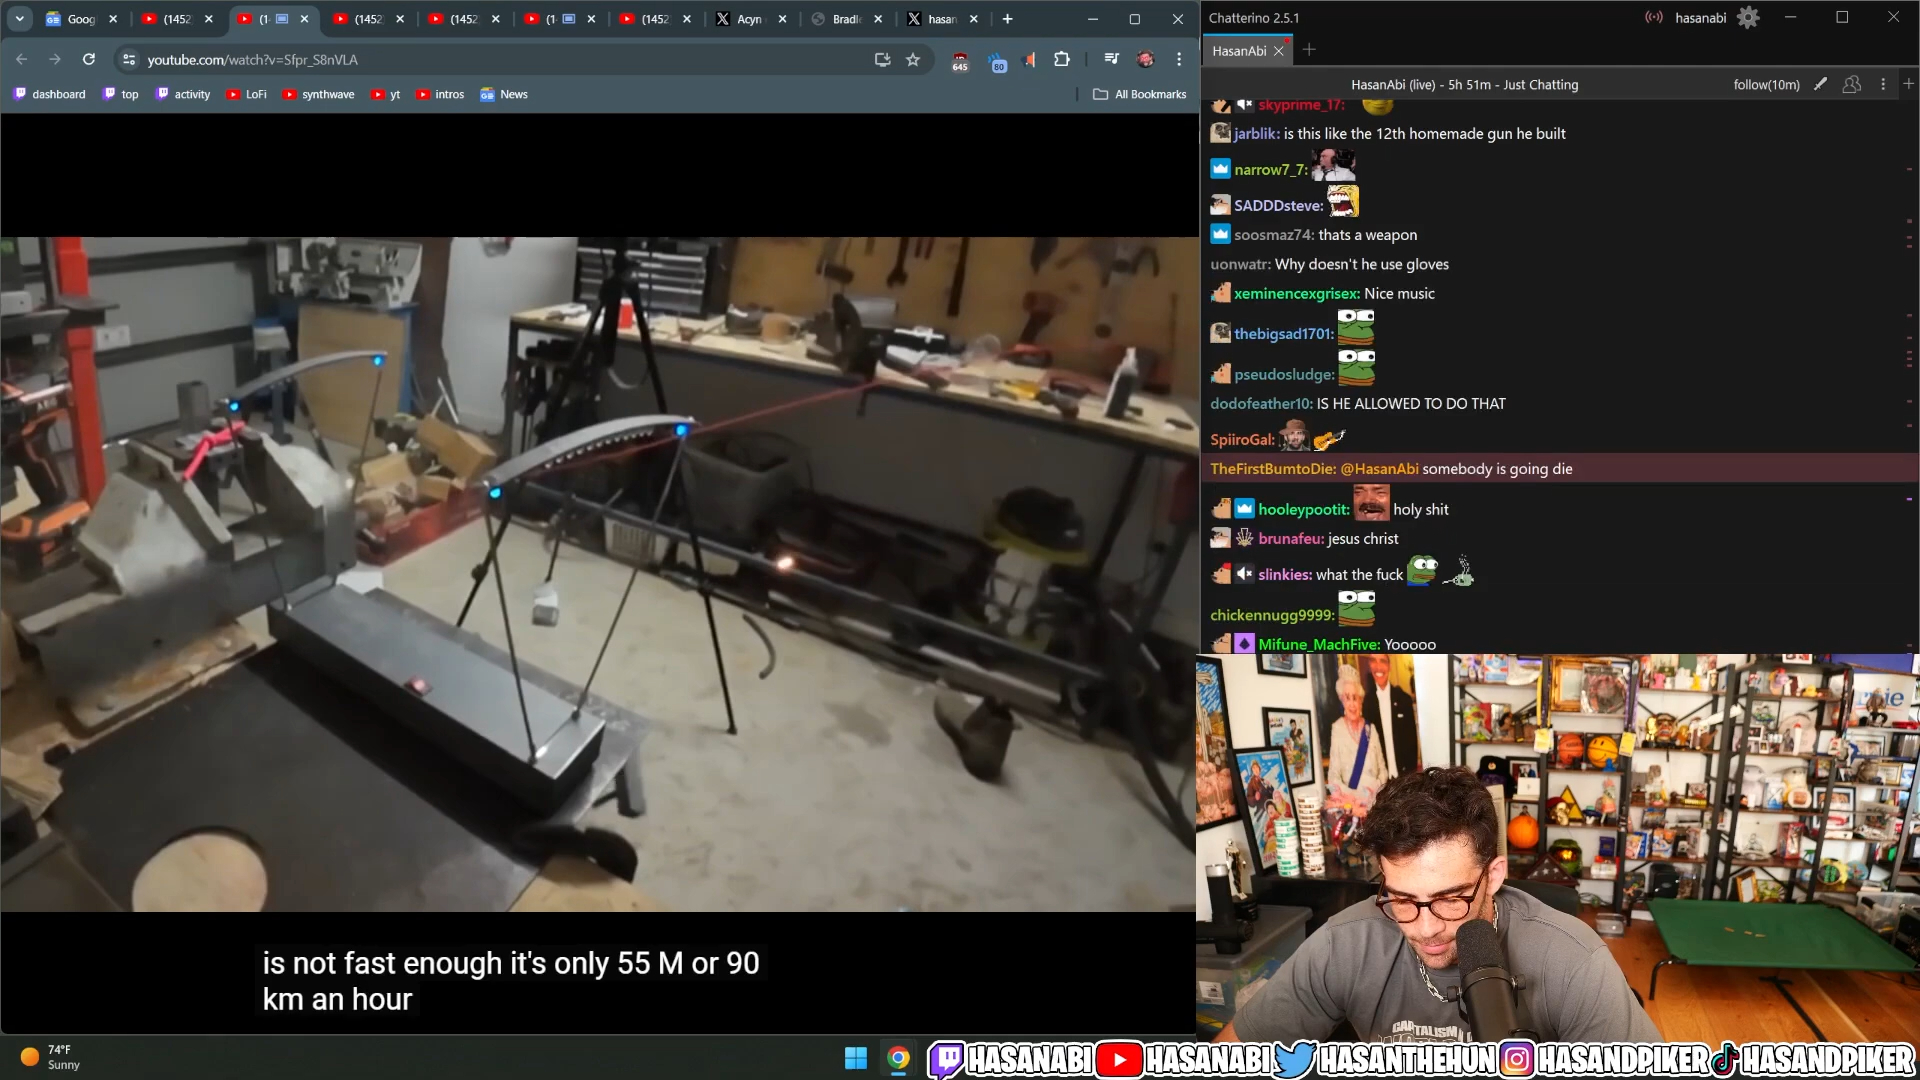 Goog
(1452
(1-
(1452
(152
(1-
(1452
Acyn
Bradle
hasan
youtube.com/watch?v=Sfpr_S8nVLA
645
80
dashboard
top
activity
LoFi
synthwave
yt
intros
News
All Bookmarks
is not fast enough it's only 55 M or 90
km an hour
74°F
Sunny
Chatterino 2.5.1
hasanabi
HasanAbi
HasanAbi (live) - 5h 51m - Just Chatting
follow(10m)
skyprime_17:
jarblik: is this like the 12th homemade gun he built
narrow7_7:
SADDDsteve:
soosmaz74: thats a weapon
uonwatr: Why doesn't he use gloves
xeminencexgrisex: Nice music
thebigsad1701:
pseudosludge:
dodofeather10: IS HE ALLOWED TO DO THAT
SpiiroGal:
TheFirstBumtoDie: @HasanAbi somebody is going die
hooleypootit: holy shit
brunafeu: jesus christ
slinkies: what the fuck
chickennugg9999:
Mifune_MachFive: Yooooo
HASANABI
HASANABI
HASANTHEHUN
HASANDPIKER
HASANDPIKER